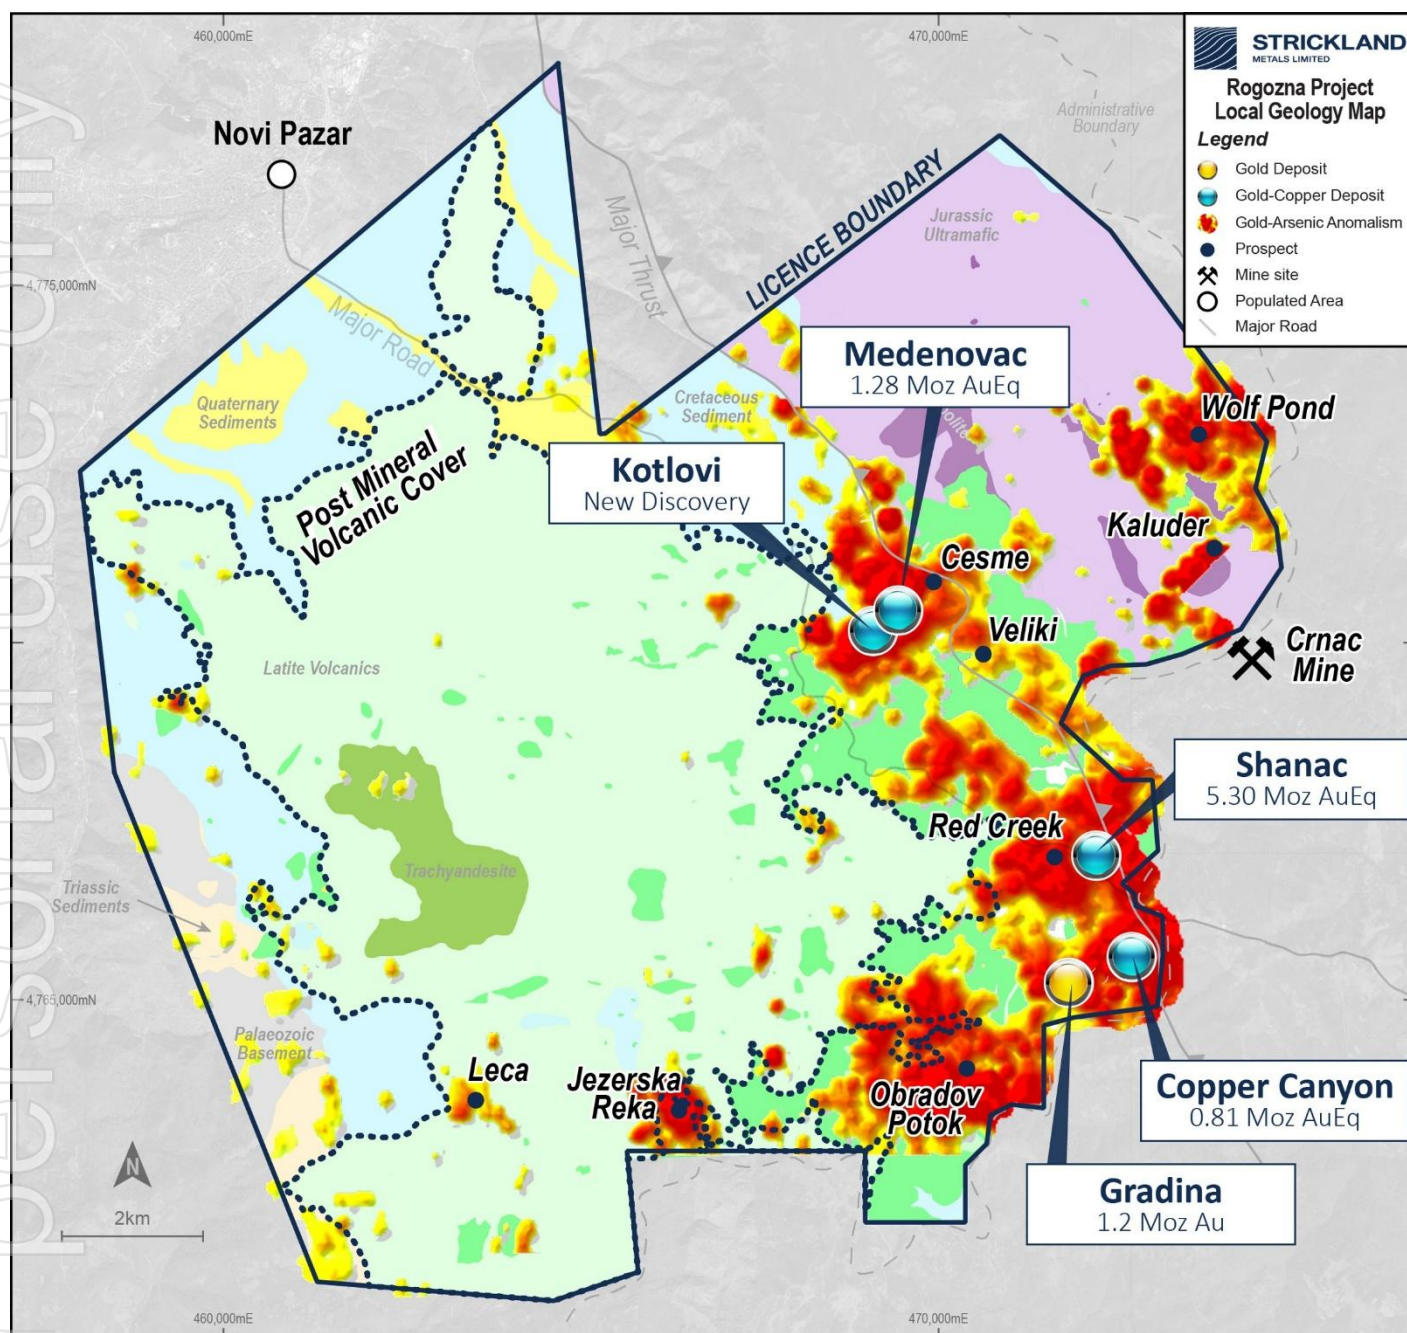 460,000mE
470,000mE
STRICKLAND
METALS LIMITED
Rogozna Project
Local Geology Map
Legend
Gold Deposit
Gold-Copper Deposit
Gold-Arsenic Anomalism
Prospect
Mine site
Populated Area
Major Road
Administrative
Boundary
Novi Pazar
LICENCE BOUNDARY
Jurassic
Ultramafic
Major Thrust
4,775,000mN
Major Road
Medenovac
1.28 Moz AuEq
Quaternary
Sediments
Cretaceous
Sediment
Wolf Pond
Kotlovi
New Discovery
Post Mineral
Volcanic Cover
Kaluder
Cesme
Veliki
Crnac
Mine
Latite Volcanics
Shanac
5.30 Moz AuEq
Red Creek
Trachyandesite
Triassic
Sediments
4,765,000mN
Palaeozoic
Basement
Leca
Jezerska
Reka
Obradov
Potok
Copper Canyon
0.81 Moz AuEq
Gradina
1.2 Moz Au
N
2km
460,000mE
470,000mE
personal use only